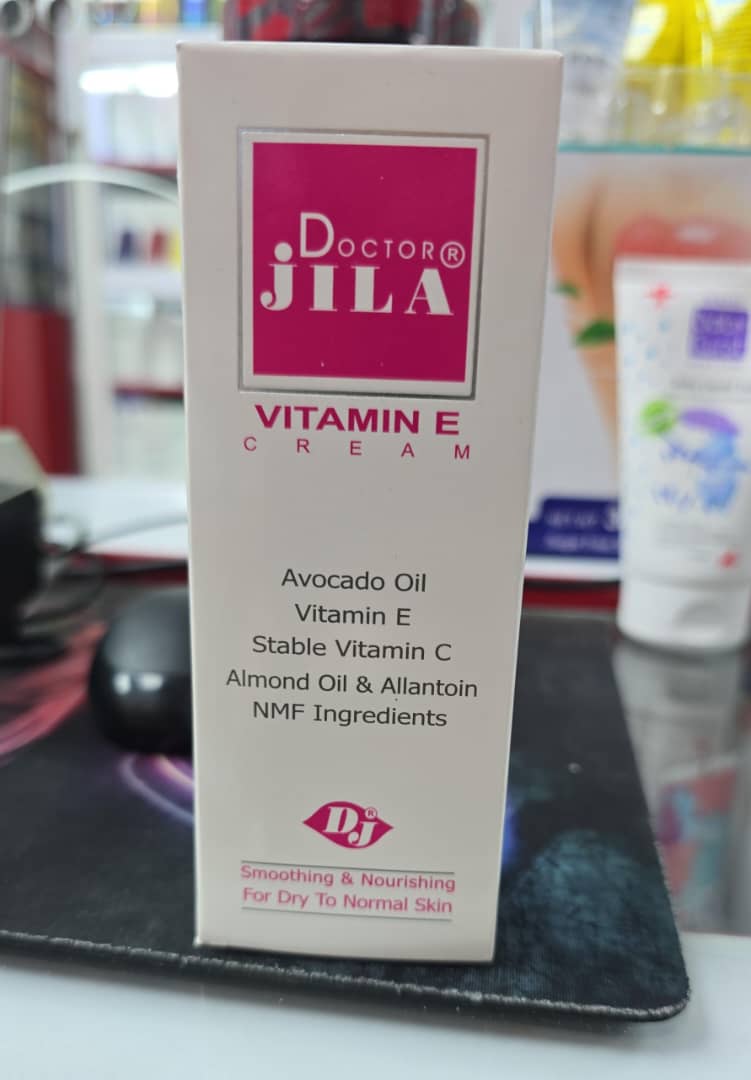 DOCTOR®
JILA
VITAMIN E
CREAM
Avocado Oil
Vitamin E
Stable Vitamin C
Almond Oil & Allantoin
NMF Ingredients
DJ®
Smoothing & Nourishing
For Dry To Normal Skin